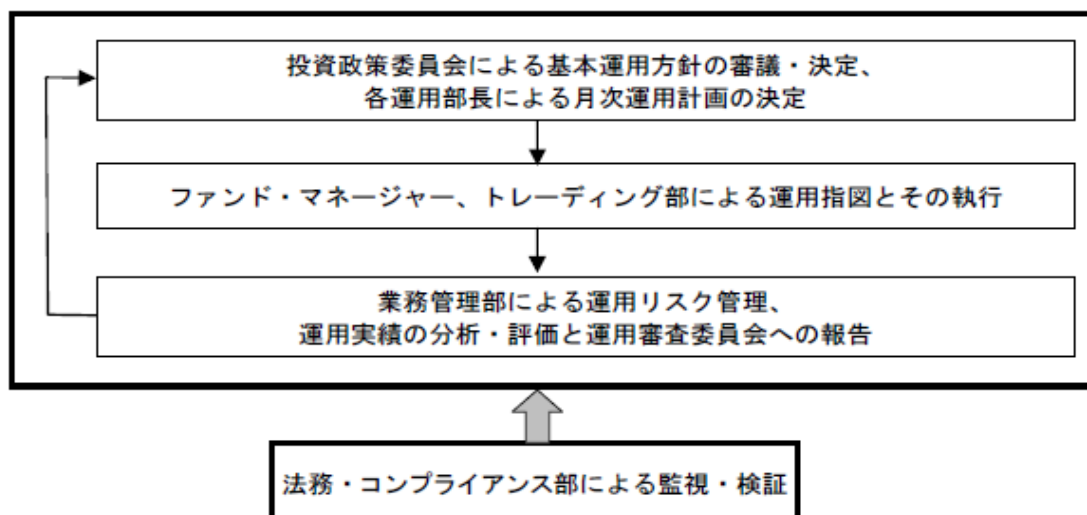 投資政策委員会による基本運用方針の審議・決定、
各運用部長による月次運用計画の決定
ファンド・マネージャー、トレーディング部による運用指図とその執行
業務管理部による運用リスク管理、
運用実績の分析・評価と運用審査委員会への報告
法務・コンプライアンス部による監視・検証